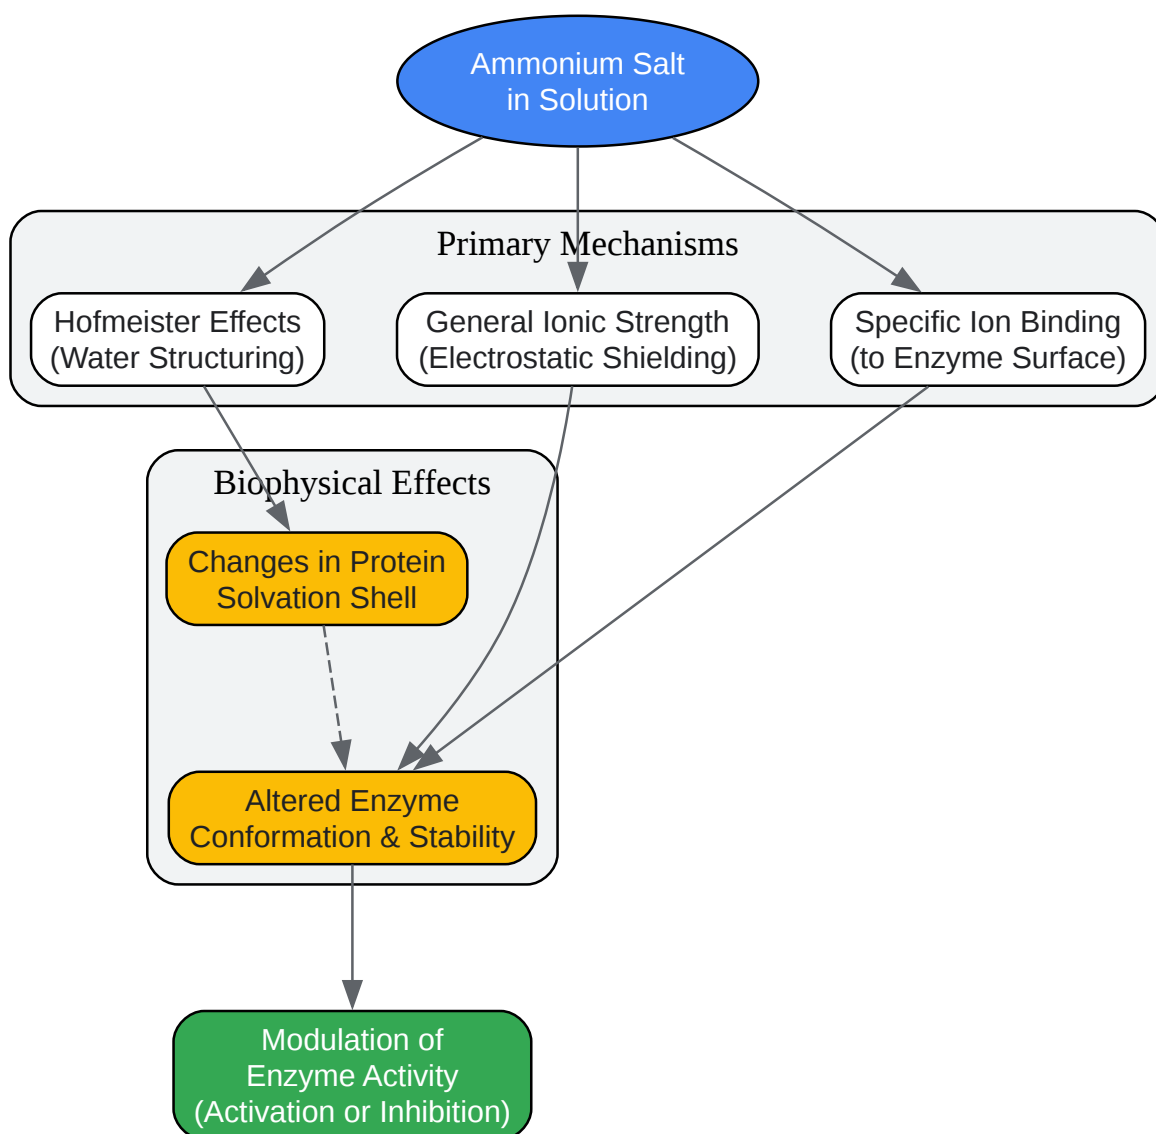 Ammonium Salt
in Solution
Primary Mechanisms
Hofmeister Effects
(Water Structuring)
General Ionic Strength
(Electrostatic Shielding)
Specific Ion Binding
(to Enzyme Surface)
Biophysical Effects
Changes in Protein
Solvation Shell
Altered Enzyme
Conformation & Stability
Modulation of
Enzyme Activity
(Activation or Inhibition)